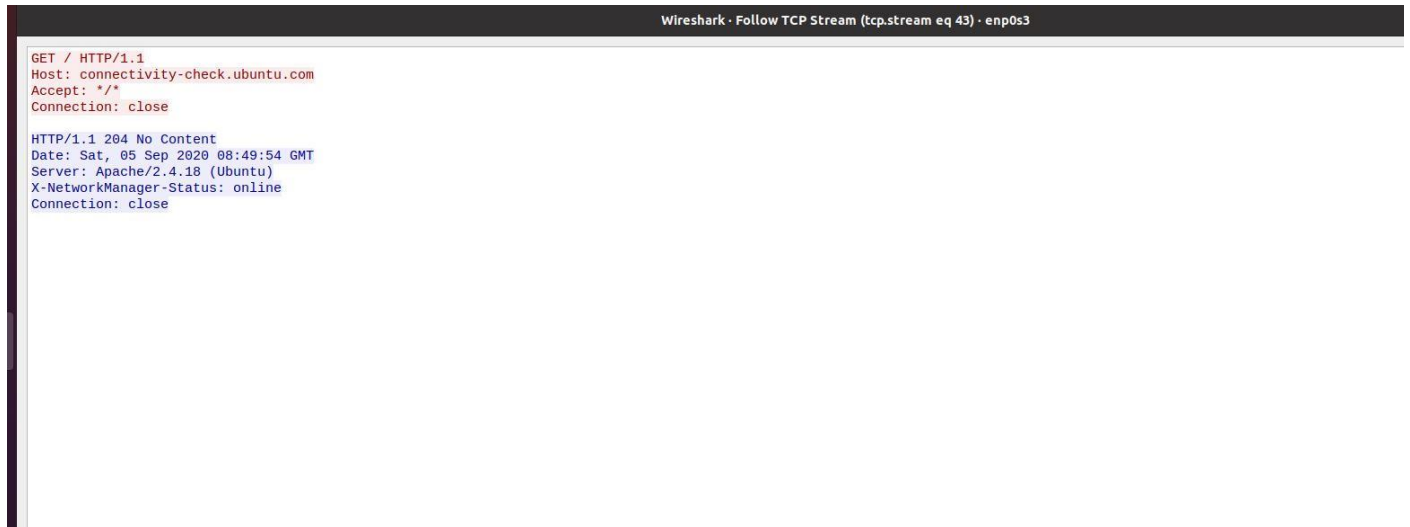 Wireshark · Follow TCP Stream (tcp.stream eq 43) · enp0s3
GET / HTTP/1.1
Host: connectivity-check.ubuntu.com
Accept: */*
Connection: close

HTTP/1.1 204 No Content
Date: Sat, 05 Sep 2020 08:49:54 GMT
Server: Apache/2.4.18 (Ubuntu)
X-NetworkManager-Status: online
Connection: close